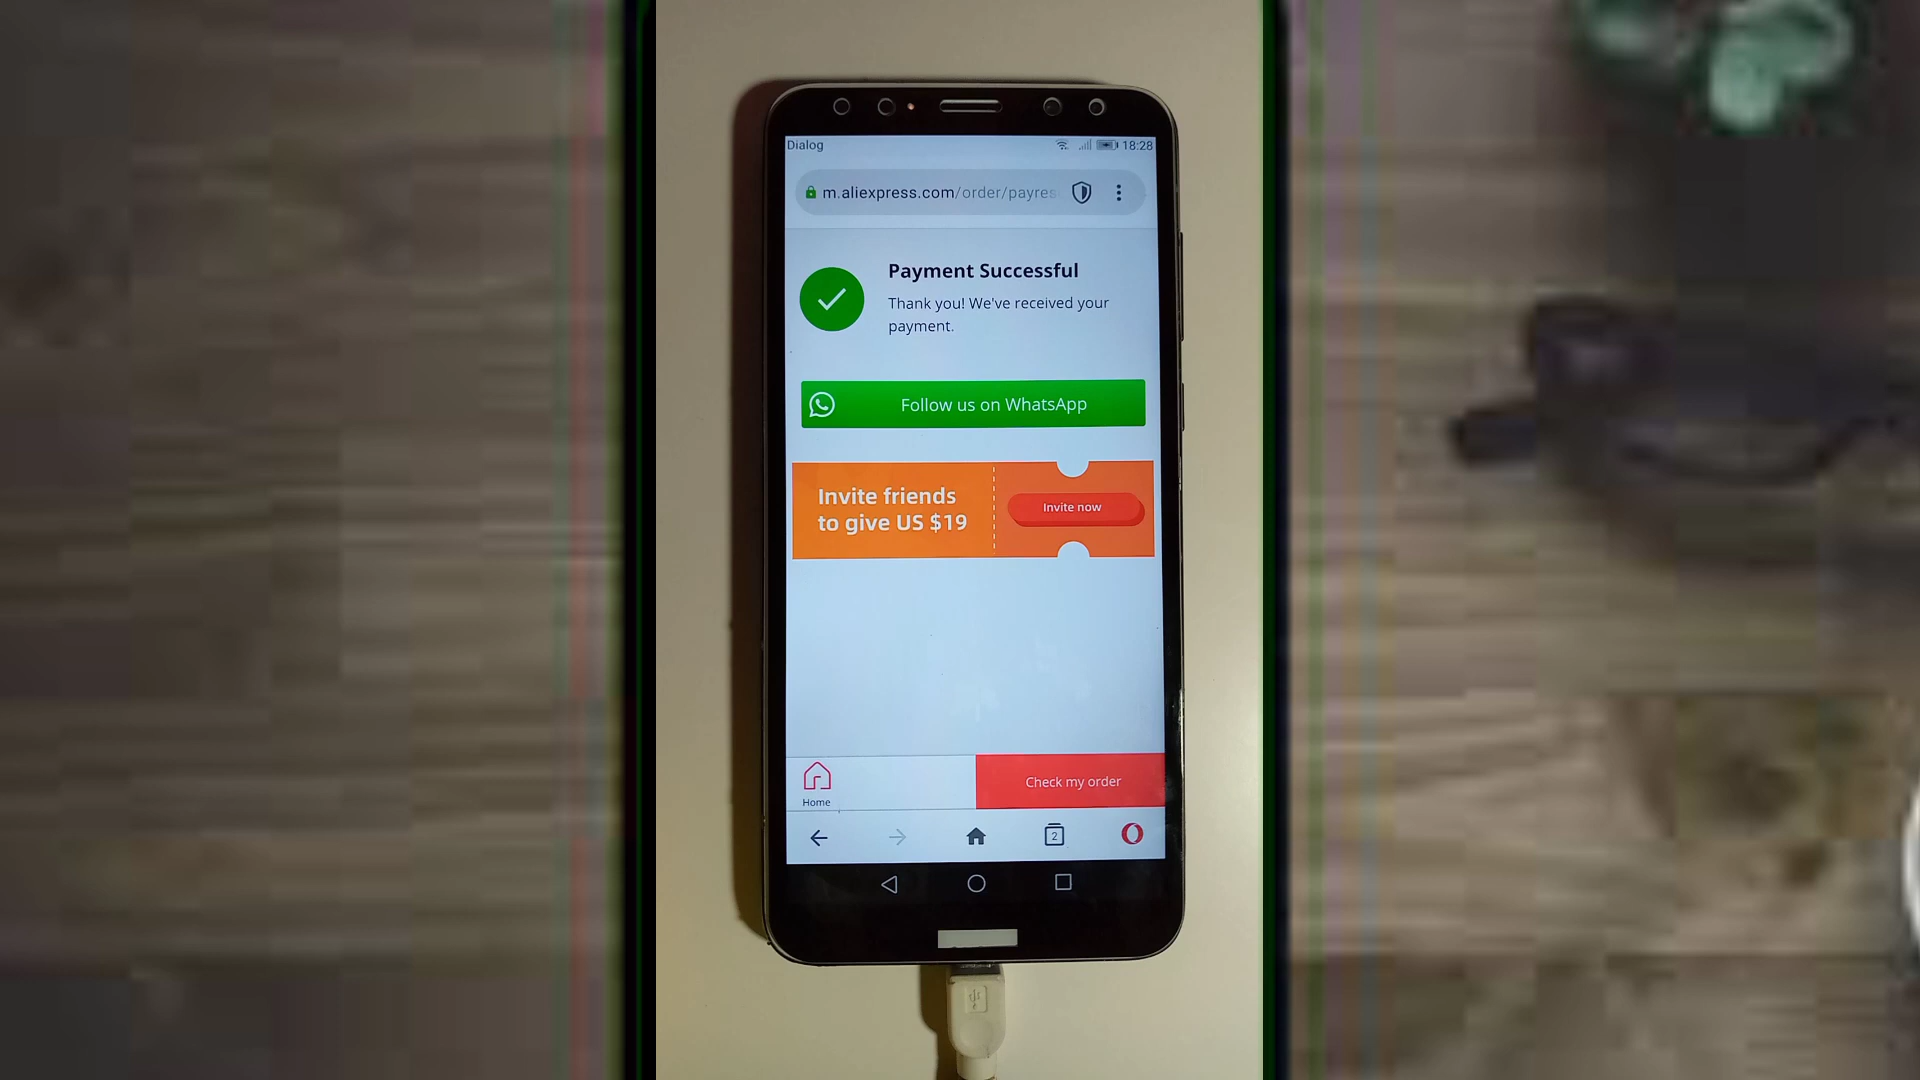 Dialog
18:28
m.aliexpress.com/order/payres
Payment Successful
Thank you! We've received your
payment.
Follow us on WhatsApp
Invite friends
to give US $19
Invite now
Home
Check my order
2